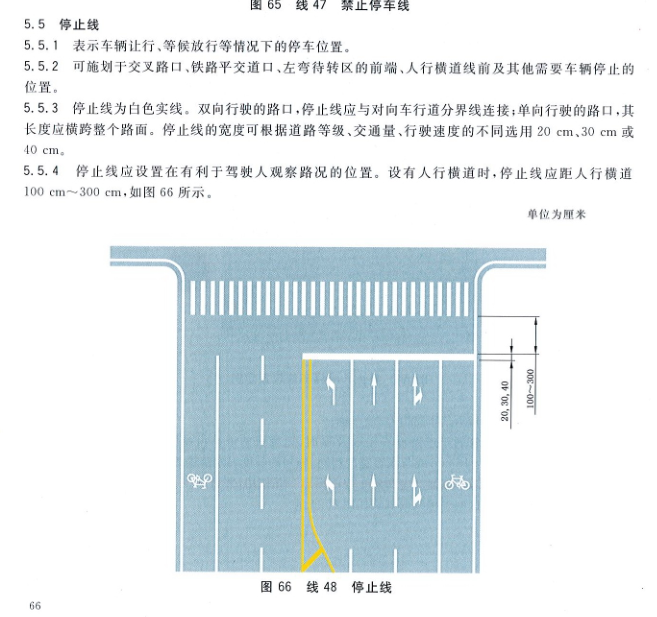 图 65 线 47 禁止停车线
5.5 停止线
5.5.1 表示车辆让行、等候放行等情况下的停车位置。
5.5.2 可施划于交叉路口、铁路平交道口、左弯待转区的前端、人行横道线前及其他需要车辆停止的
位置。
5.5.3 停止线为白色实线。双向行驶的路口,停止线应与对向车行道分界线连接;单向行驶的路口,其
长度应横跨整个路面。停止线的宽度可根据道路等级、交通量、行驶速度的不同选用 20 cm、30 cm 或
40 cm。
5.5.4 停止线应设置在有利于驾驶人观察路况的位置。设有人行横道时,停止线应距人行横道
100 cm~300 cm,如图 66 所示。
单位为厘米
20, 30, 40
100~300
图 66 线 48 停止线
66